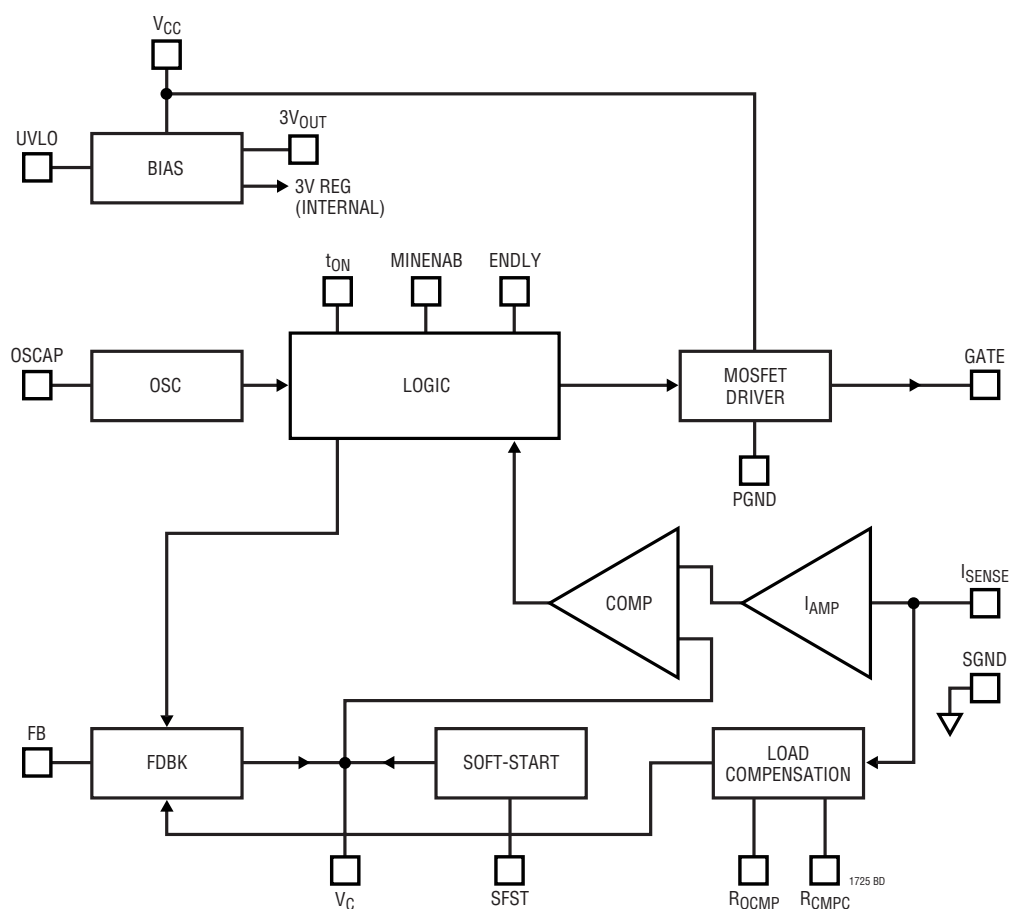 VCC
UVLO
BIAS
3VOUT
3V REG
(INTERNAL)
tON
MINENAB
ENDLY
OSCAP
OSC
LOGIC
MOSFET
DRIVER
GATE
PGND
COMP
IAMP
ISENSE
SGND
FB
FDBK
SOFT-START
LOAD
COMPENSATION
VC
SFST
ROCMP
RCMPC
1725 BD